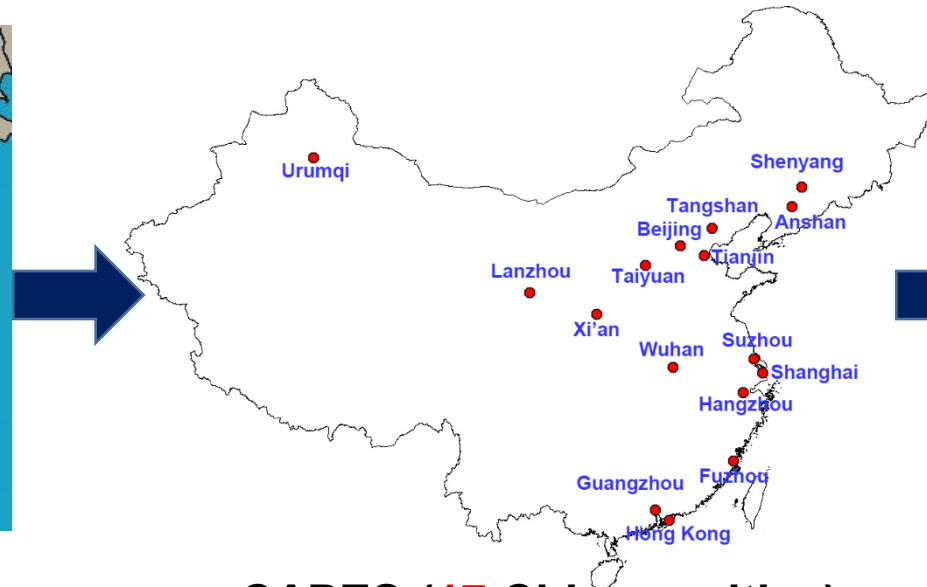 Shenyang
Urumqi
Tangshan
Anshan
Beijing
Tianjin
Lanzhou
Taiyuan
Xi'an
Suzhou
Wuhan
Shanghai
Hangzhou
Fuzhou
Guangzhou
Hong Kong